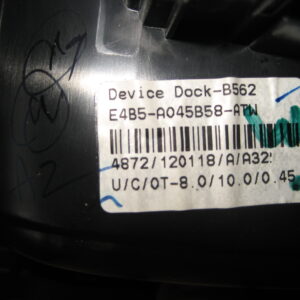 Device Dock-B562
E4B5-A045B58-ATW
4872/120118/A/A32
U/C/OT-8.0/10.0/0.45